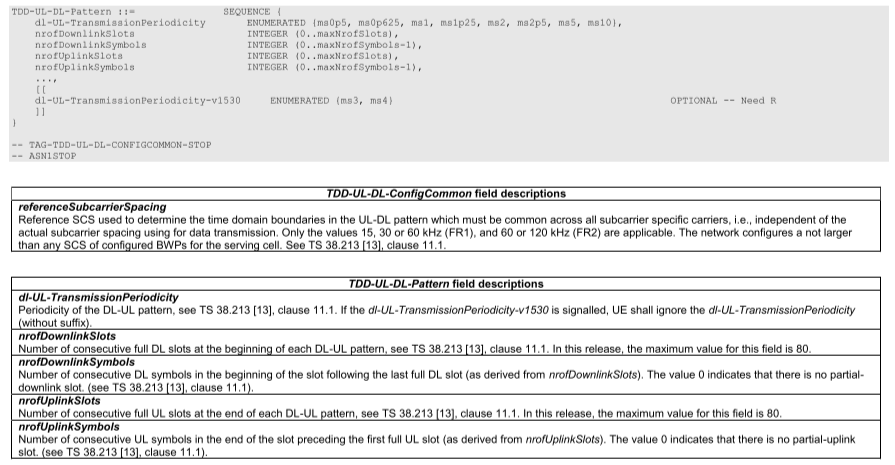 TDD-UL-DL-Pattern ::= SEQUENCE {
dl-UL-TransmissionPeriodicity ENUMERATED {ms0p5, ms0p625, ms1, ms1p25, ms2, ms2p5, ms5, ms10},
nrofDownlinkSlots INTEGER (0..maxNrofSlots),
nrofDownlinkSymbols INTEGER (0..maxNrofSymbols-1),
nrofUplinkSlots INTEGER (0..maxNrofSlots),
nrofUplinkSymbols INTEGER (0..maxNrofSymbols-1),
...,
[[
dl-UL-TransmissionPeriodicity-v1530 ENUMERATED {ms3, ms4} OPTIONAL -- Need R
]]
}
-- TAG-TDD-UL-DL-CONFIGCOMMON-STOP
-- ASN1STOP
TDD-UL-DL-ConfigCommon field descriptions
referenceSubcarrierSpacing
Reference SCS used to determine the time domain boundaries in the UL-DL pattern which must be common across all subcarrier specific carriers, i.e., independent of the
actual subcarrier spacing using for data transmission. Only the values 15, 30 or 60 kHz (FR1), and 60 or 120 kHz (FR2) are applicable. The network configures a not larger
than any SCS of configured BWPs for the serving cell. See TS 38.213 [13], clause 11.1.
TDD-UL-DL-Pattern field descriptions
dl-UL-TransmissionPeriodicity
Periodicity of the DL-UL pattern, see TS 38.213 [13], clause 11.1. If the dl-UL-TransmissionPeriodicity-v1530 is signalled, UE shall ignore the dl-UL-TransmissionPeriodicity
(without suffix).
nrofDownlinkSlots
Number of consecutive full DL slots at the beginning of each DL-UL pattern, see TS 38.213 [13], clause 11.1. In this release, the maximum value for this field is 80.
nrofDownlinkSymbols
Number of consecutive DL symbols in the beginning of the slot following the last full DL slot (as derived from nrofDownlinkSlots). The value 0 indicates that there is no partial-
downlink slot. (see TS 38.213 [13], clause 11.1).
nrofUplinkSlots
Number of consecutive full UL slots at the end of each DL-UL pattern, see TS 38.213 [13], clause 11.1. In this release, the maximum value for this field is 80.
nrofUplinkSymbols
Number of consecutive UL symbols in the end of the slot preceding the first full UL slot (as derived from nrofUplinkSlots). The value 0 indicates that there is no partial-uplink
slot. (see TS 38.213 [13], clause 11.1).